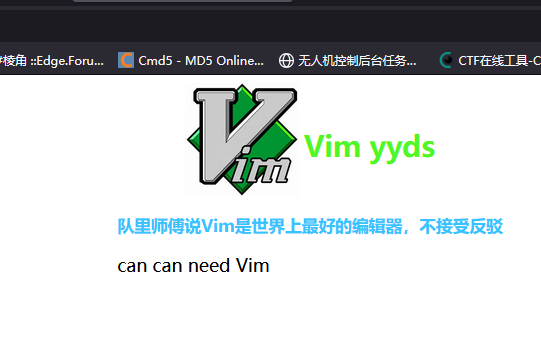 #棱角 ::Edge.Foru... Cmd5 - MD5 Online... 无人机控制后台任务... CTF在线工具-C
Vim
Vim yyds
队里师傅说Vim是世界上最好的编辑器，不接受反驳
can can need Vim